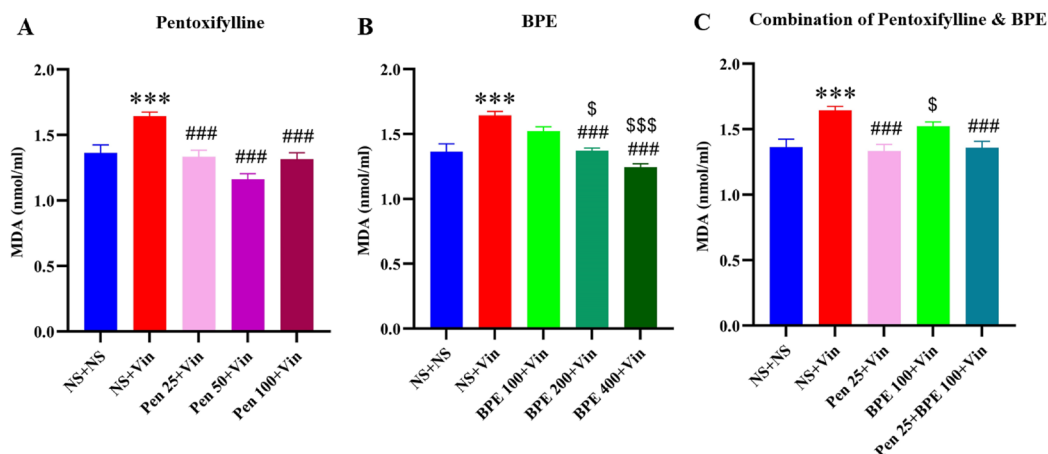 A
Pentoxifylline
MDA (nmol/ml)
2.0
1.5
1.0
0.5
0.0
***
###
###
###
NS+NS
NS+Vin
Pen 25+Vin
Pen 50+Vin
Pen 100+Vin
B
BPE
MDA (nmol/ml)
2.0
1.5
1.0
0.5
0.0
***
$
###
$$$
###
NS+NS
NS+Vin
BPE 100+Vin
BPE 200+Vin
BPE 400+Vin
C
Combination of Pentoxifylline & BPE
MDA (nmol/ml)
2.0
1.5
1.0
0.5
0.0
***
###
$
###
NS+NS
NS+Vin
Pen 25+Vin
BPE 100+Vin
Pen 25+BPE 100+Vin